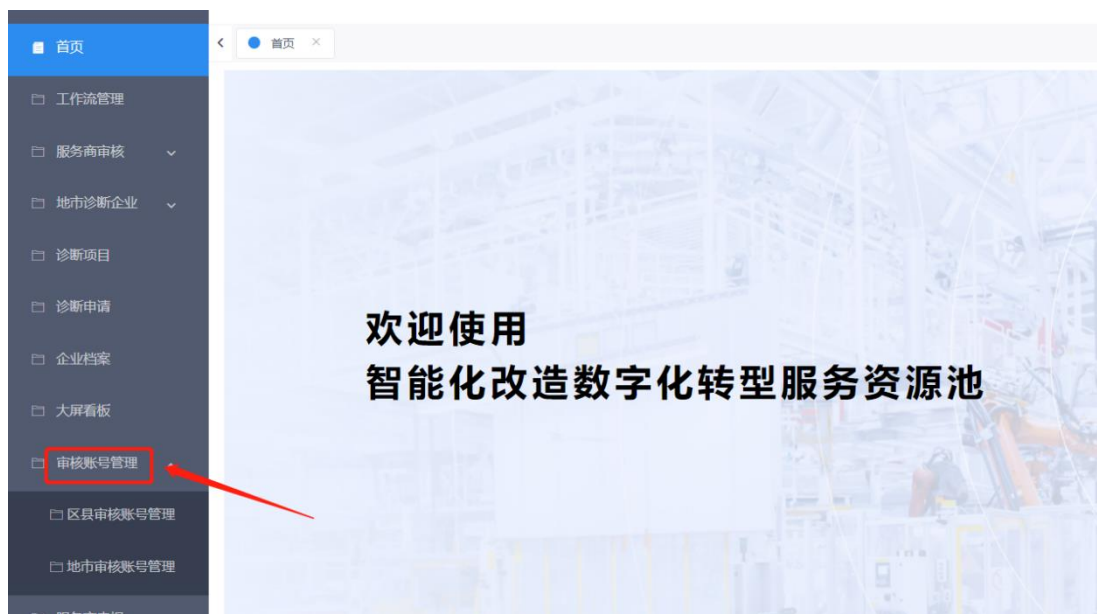 首页
首页
工作流管理
服务商审核
地市诊断企业
诊断项目
诊断申请
企业档案
大屏看板
审核账号管理
区县审核账号管理
地市审核账号管理
欢迎使用
智能化改造数字化转型服务资源池